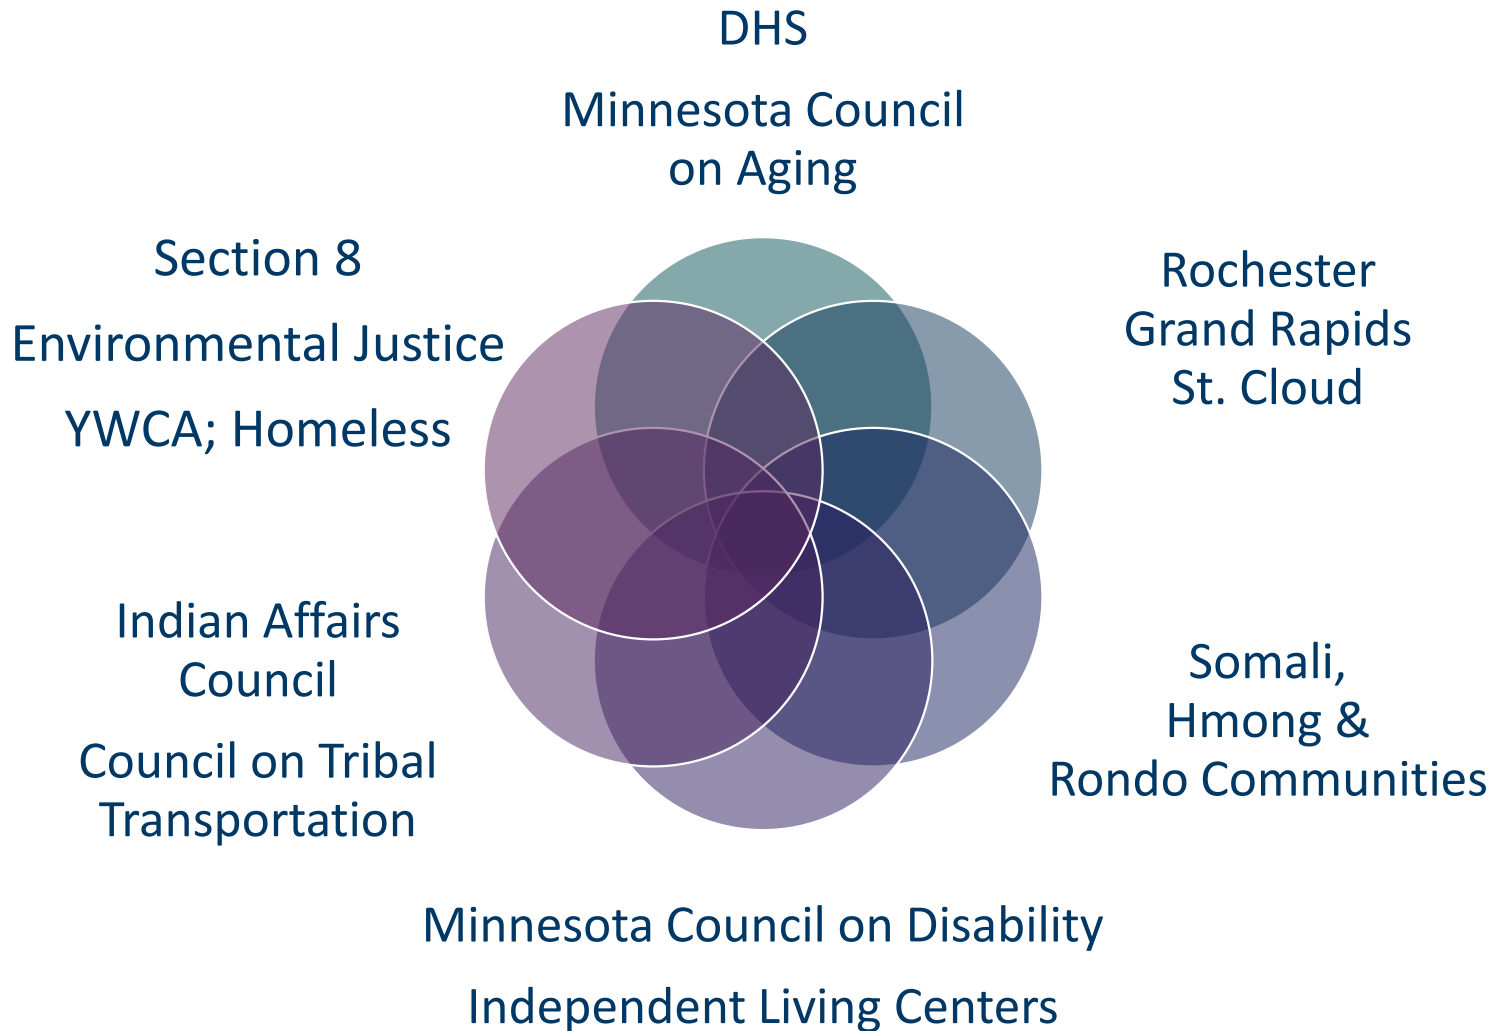 DHS
Minnesota Council
on Aging
Section 8
Environmental Justice
YWCA; Homeless
Rochester
Grand Rapids
St. Cloud
Indian Affairs
Council
Council on Tribal
Transportation
Somali,
Hmong &
Rondo Communities
Minnesota Council on Disability
Independent Living Centers